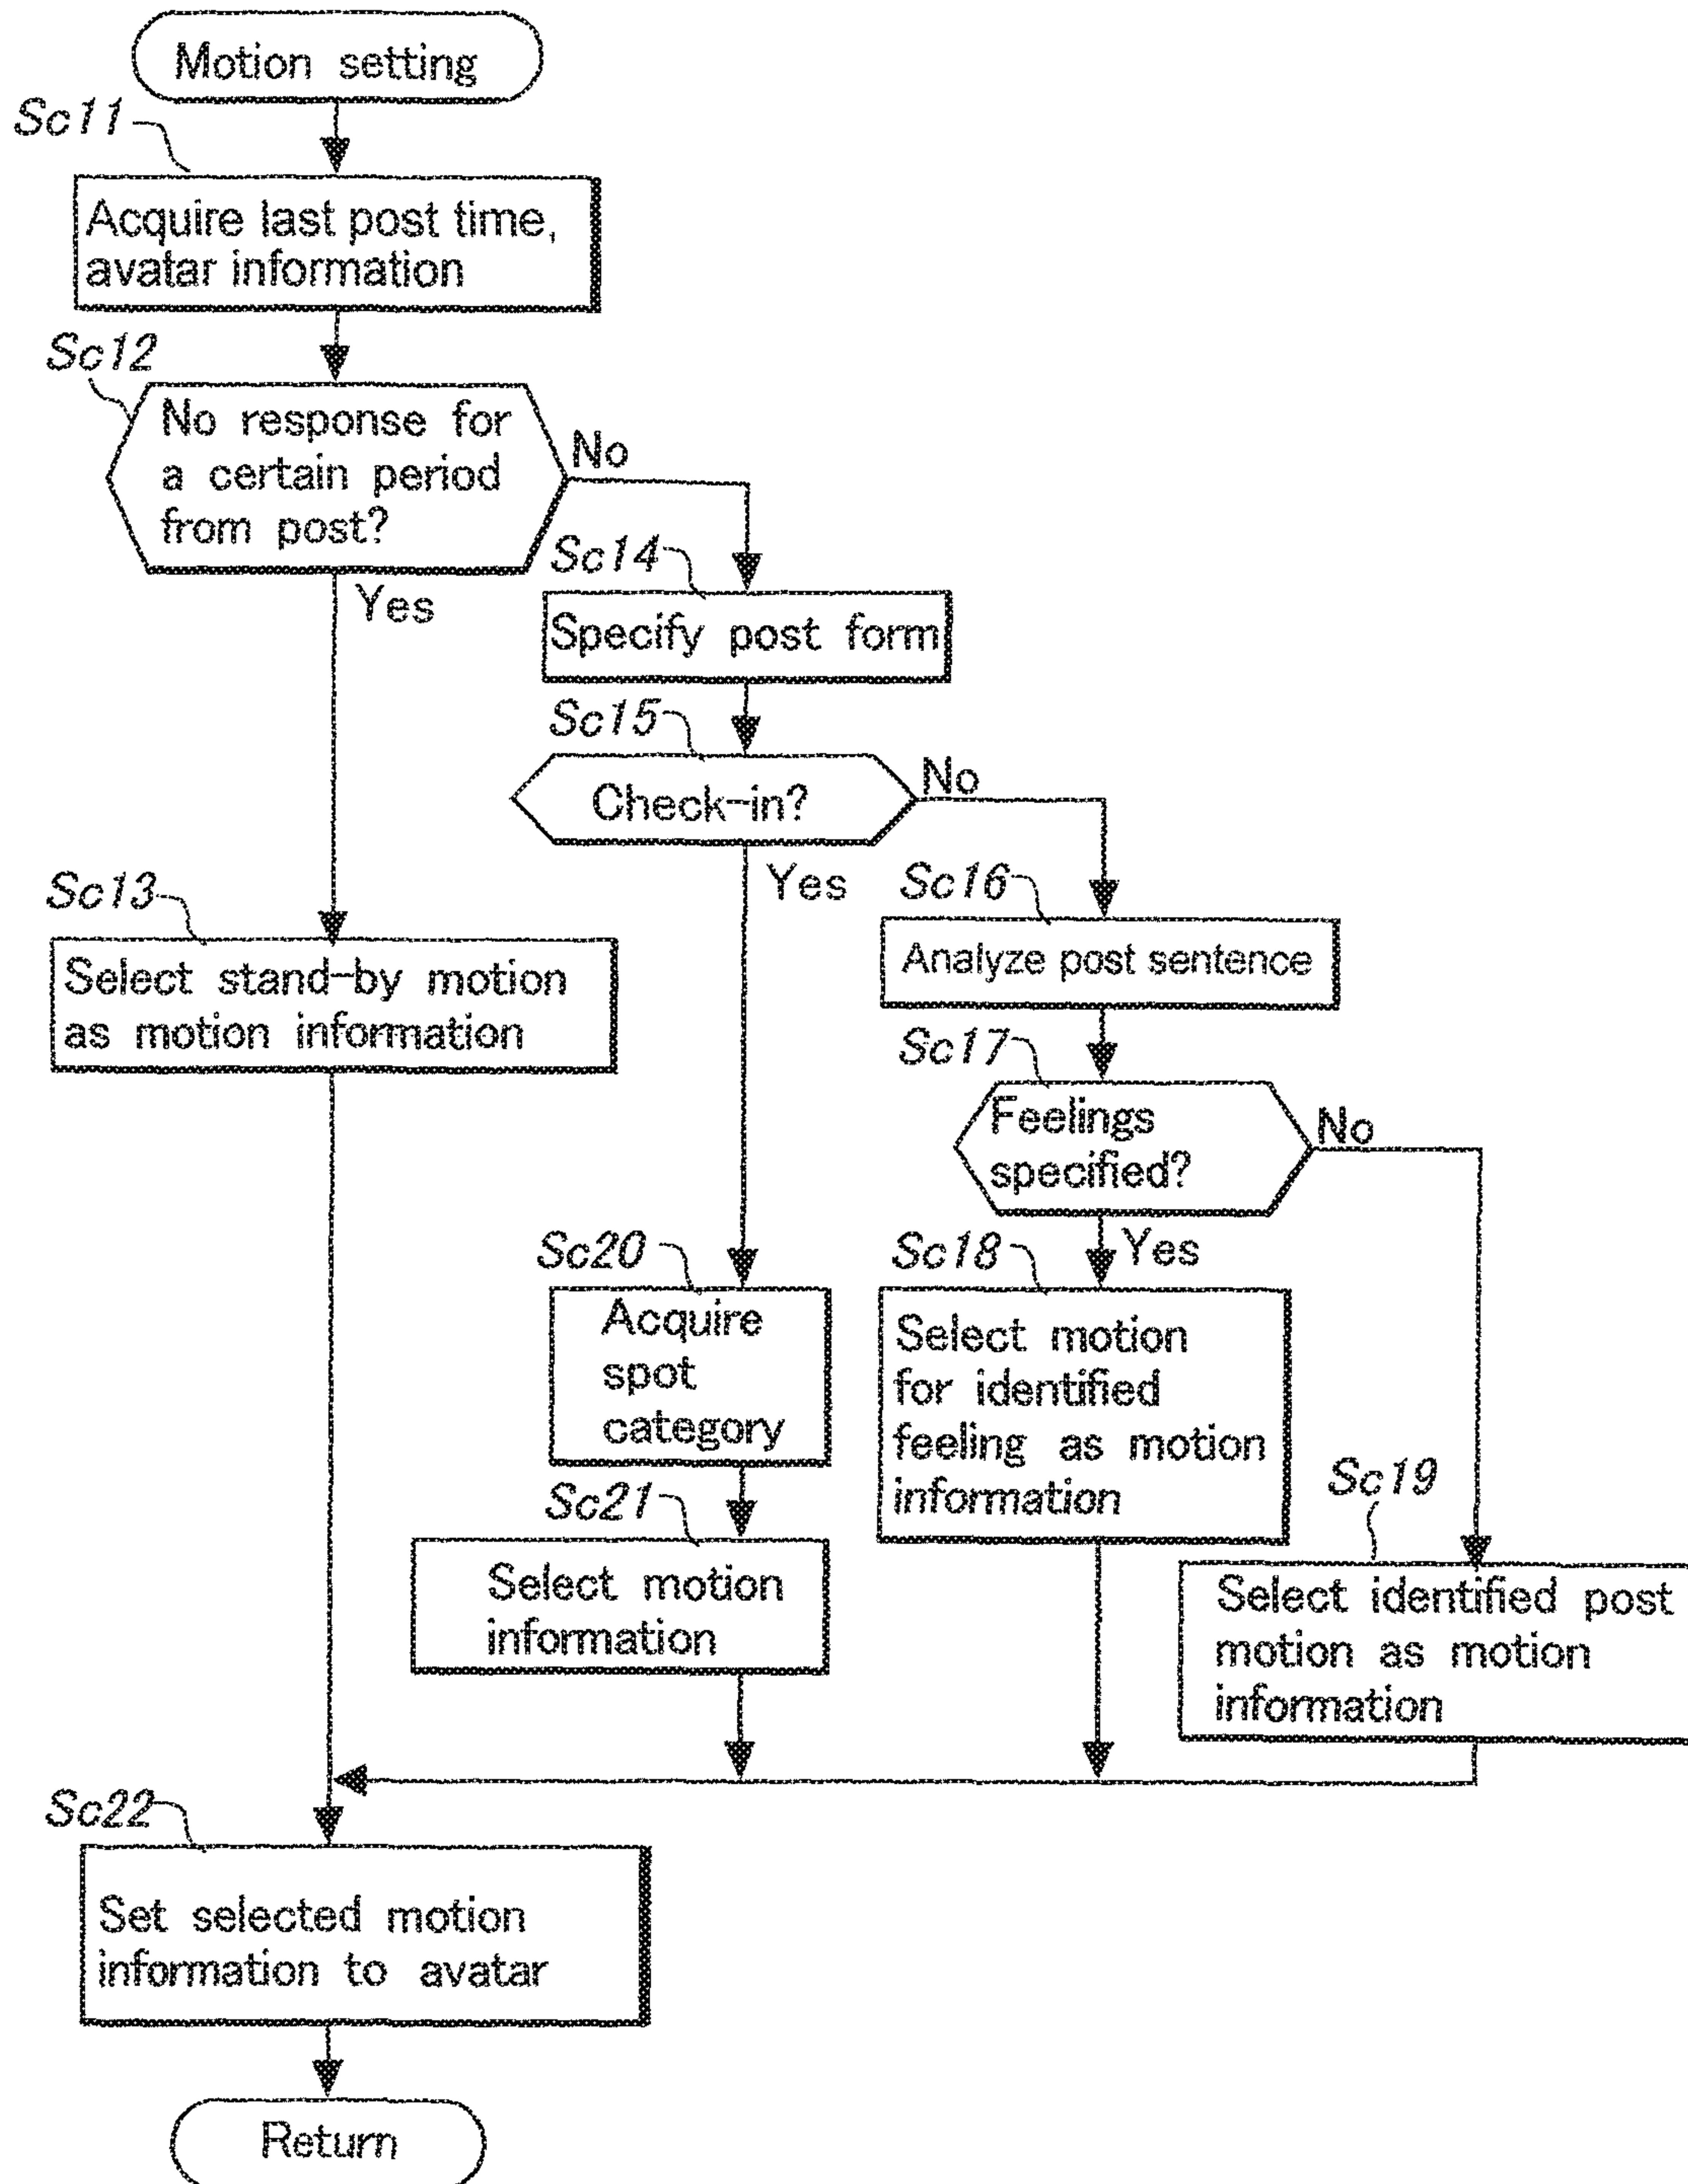 Motion setting
Sc11
Acquire last post time,
avatar information
Sc12
No response for
a certain period
from post?
No
Yes
Sc14
Specify post form
Sc15
Check-in?
No
Yes
Sc13
Select stand-by motion
as motion information
Sc16
Analyze post sentence
Sc17
Feelings
specified?
No
Yes
Sc20
Acquire
spot
category
Sc18
Select motion
for identified
feeling as motion
information
Sc21
Select motion
information
Sc19
Select identified post
motion as motion
information
Sc22
Set selected motion
information to avatar
Return